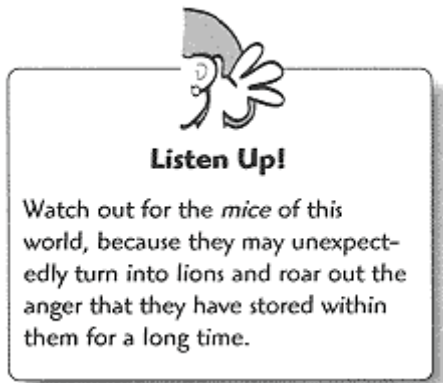 Listen Up!
Watch out for the mice of this
world, because they may unexpect-
edly turn into lions and roar out the
anger that they have stored within
them for a long time.